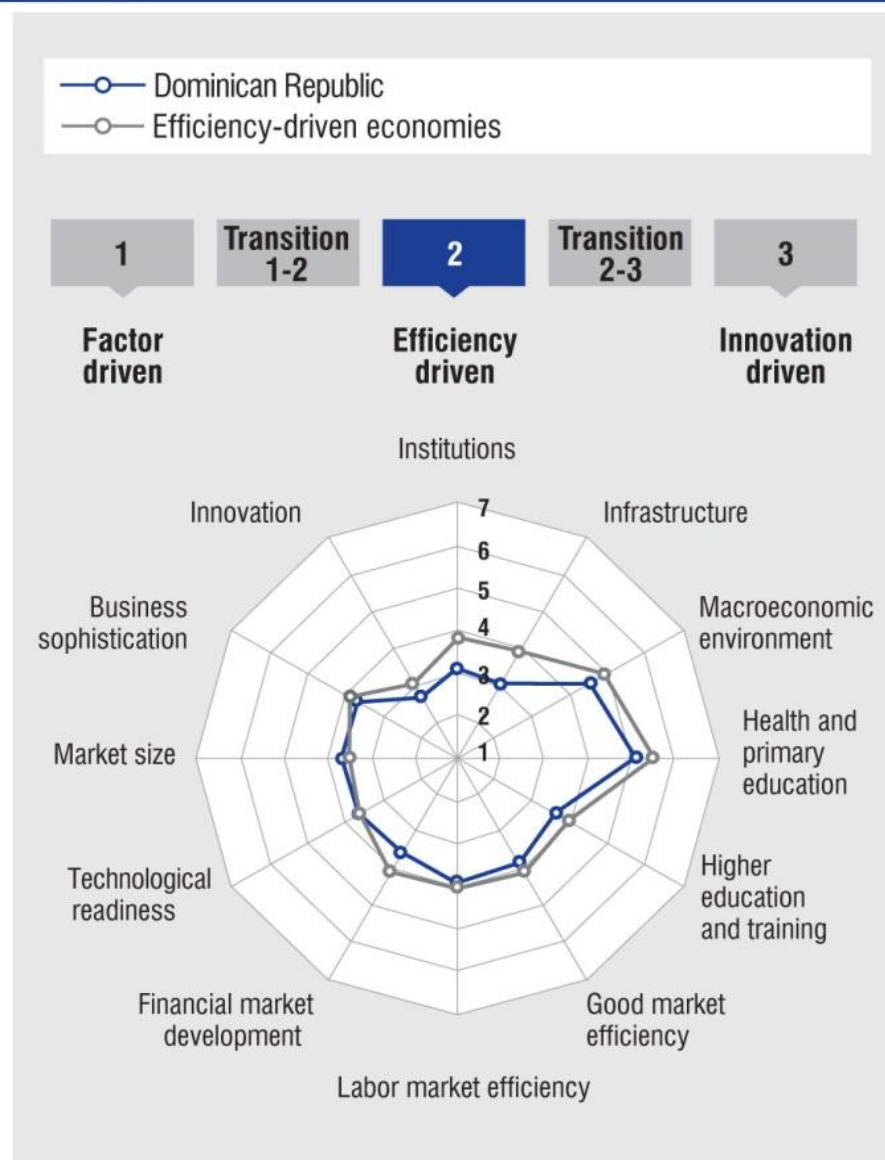 Dominican Republic
Efficiency-driven economies
1
Transition
1-2
2
Transition
2-3
3
Factor
driven
Efficiency
driven
Innovation
driven
Institutions
Infrastructure
Macroeconomic
environment
Health and
primary
education
Higher
education
and training
Good market
efficiency
Labor market efficiency
Financial market
development
Technological
readiness
Market size
Business
sophistication
Innovation
7
6
5
4
3
2
1